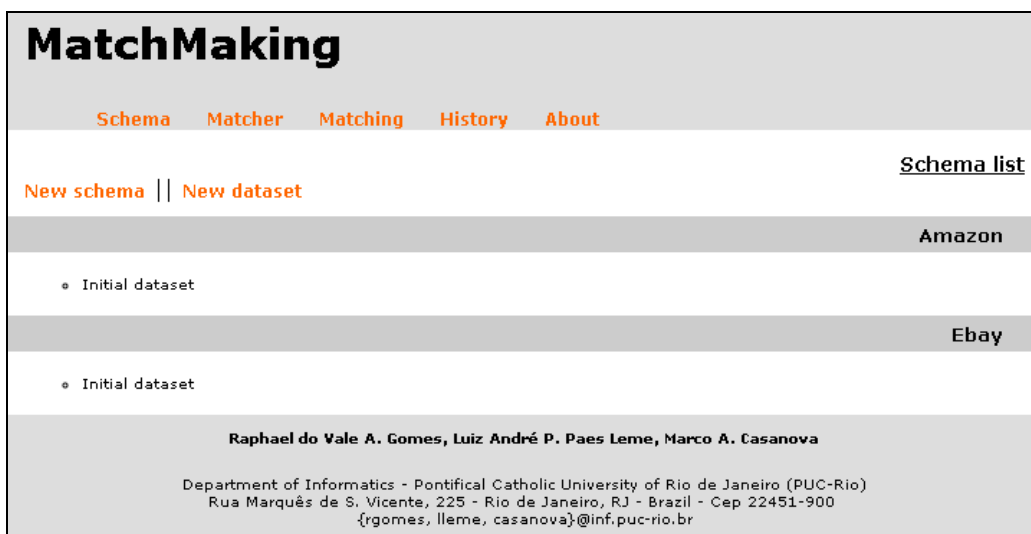 MatchMaking
Schema Matcher Matching History About
Schema list
New schema || New dataset
Amazon
Initial dataset
Ebay
Initial dataset
Raphael do Vale A. Gomes, Luiz André P. Paes Leme, Marco A. Casanova
Department of Informatics - Pontifical Catholic University of Rio de Janeiro (PUC-Rio)
Rua Marquês de S. Vicente, 225 - Rio de Janeiro, RJ - Brazil - Cep 22451-900
{rgomes, lleme, casanova}@inf.puc-rio.br